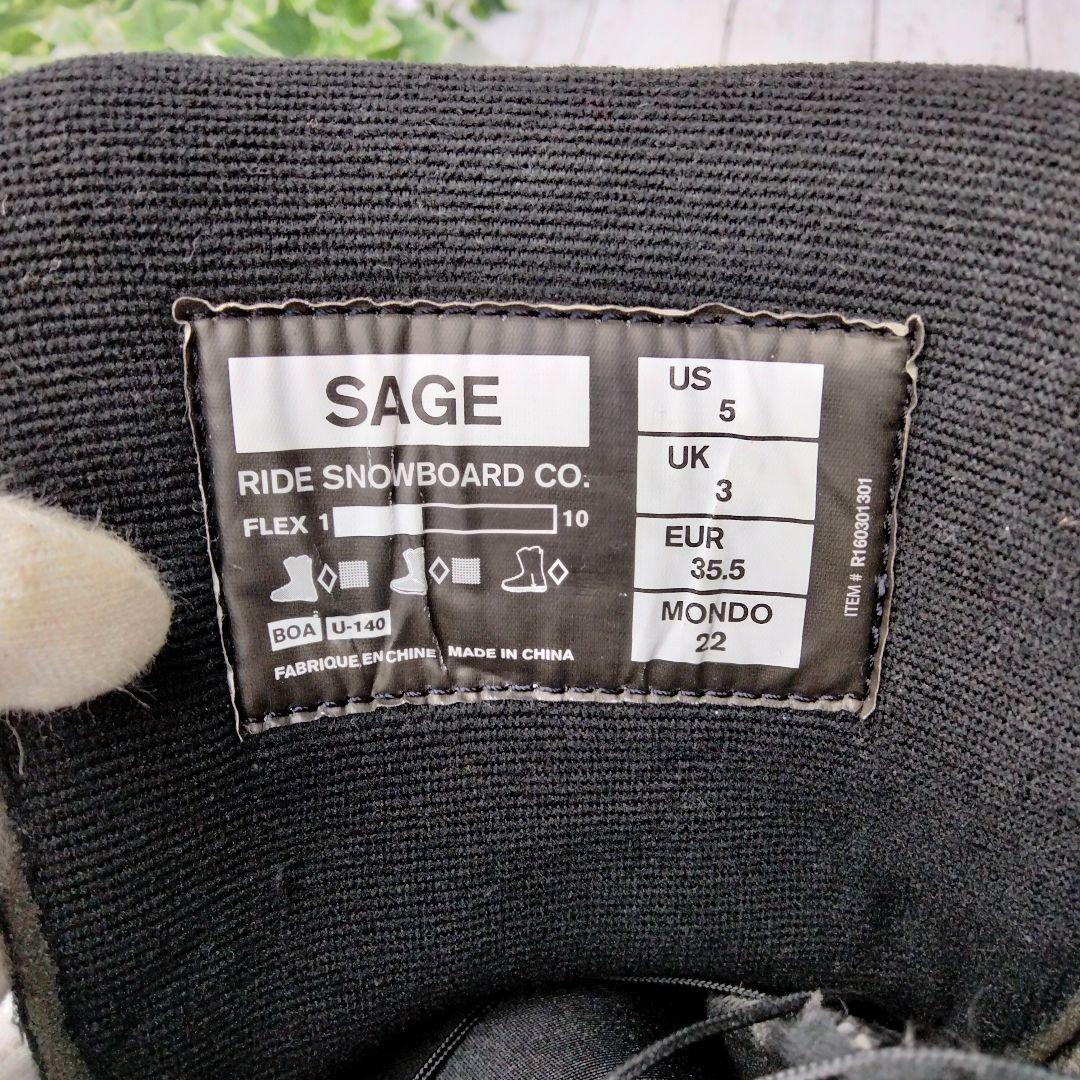 SAGE
RIDE SNOWBOARD CO.
FLEX 1 10
BOA U-140
FABRIQUE EN CHINE MADE IN CHINA
US
5
UK
3
EUR
35.5
MONDO
22
ITEM # R160301301